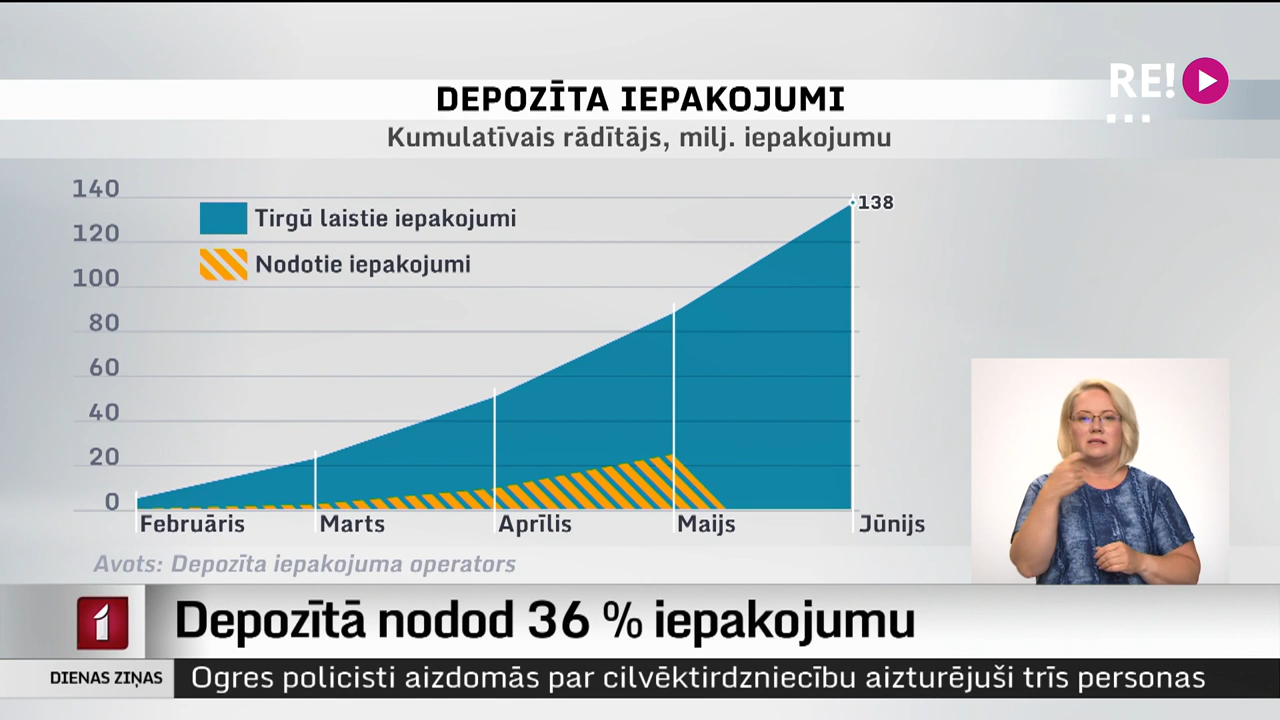 DEPOZĪTA IEPAKOJUMI
RE!
Kumulatīvais rādītājs, milj. iepakojumu
140
120
100
80
60
40
20
0
Tirgū laistie iepakojumi
Nodotie iepakojumi
138
Februāris
Marts
Aprīlis
Maijs
Jūnijs
Avots: Depozīta iepakojuma operators
1
Depozītā nodod 36 % iepakojumu
DIENAS ZIŅAS
Ogres policisti aizdomās par cilvēktirdzniecību aizturējuši trīs personas